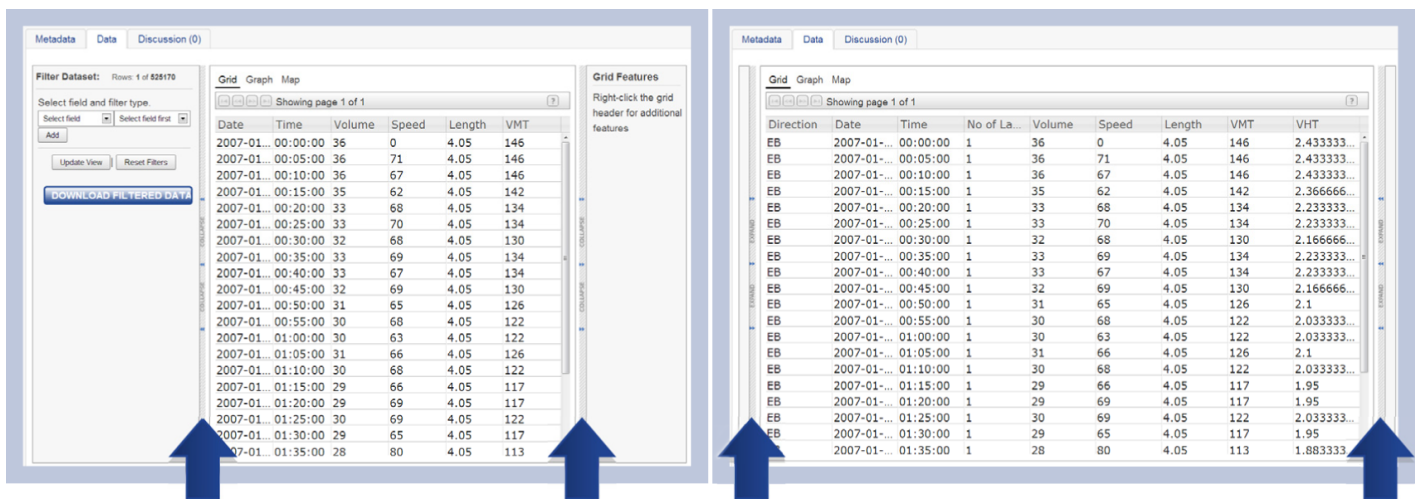 Metadata Data Discussion (0)
Filter Dataset: Rows: 1 of 525170
Select field and filter type.
Select field Select field first
Add
Update View | Reset Filters
DOWNLOAD FILTERED DATA
COLLAPSE
COLLAPSE
Grid Graph Map
Showing page 1 of 1 ?
Date Time Volume Speed Length VMT
2007-01... 00:00:00 36 0 4.05 146
2007-01... 00:05:00 36 71 4.05 146
2007-01... 00:10:00 36 67 4.05 146
2007-01... 00:15:00 35 62 4.05 142
2007-01... 00:20:00 33 68 4.05 134
2007-01... 00:25:00 33 70 4.05 134
2007-01... 00:30:00 32 68 4.05 130
2007-01... 00:35:00 33 69 4.05 134
2007-01... 00:40:00 33 67 4.05 134
2007-01... 00:45:00 32 69 4.05 130
2007-01... 00:50:00 31 65 4.05 126
2007-01... 00:55:00 30 68 4.05 122
2007-01... 01:00:00 30 63 4.05 122
2007-01... 01:05:00 31 66 4.05 126
2007-01... 01:10:00 30 68 4.05 122
2007-01... 01:15:00 29 66 4.05 117
2007-01... 01:20:00 29 69 4.05 117
2007-01... 01:25:00 30 69 4.05 122
2007-01... 01:30:00 29 65 4.05 117
07-01... 01:35:00 28 80 4.05 113
COLLAPSE
COLLAPSE
Grid Features
Right-click the grid
header for additional
features
Metadata Data Discussion (0)
EXPAND
EXPAND
Grid Graph Map
Showing page 1 of 1 ?
Direction Date Time No of La... Volume Speed Length VMT VHT
EB 2007-01-... 00:00:00 1 36 0 4.05 146 2.433333...
EB 2007-01-... 00:05:00 1 36 71 4.05 146 2.433333...
EB 2007-01-... 00:10:00 1 36 67 4.05 146 2.433333...
EB 2007-01-... 00:15:00 1 35 62 4.05 142 2.366666...
EB 2007-01-... 00:20:00 1 33 68 4.05 134 2.233333...
EB 2007-01-... 00:25:00 1 33 70 4.05 134 2.233333...
EB 2007-01-... 00:30:00 1 32 68 4.05 130 2.166666...
EB 2007-01-... 00:35:00 1 33 69 4.05 134 2.233333...
EB 2007-01-... 00:40:00 1 33 67 4.05 134 2.233333...
EB 2007-01-... 00:45:00 1 32 69 4.05 130 2.166666...
EB 2007-01-... 00:50:00 1 31 65 4.05 126 2.1
EB 2007-01-... 00:55:00 1 30 68 4.05 122 2.033333...
EB 2007-01-... 01:00:00 1 30 63 4.05 122 2.033333...
EB 2007-01-... 01:05:00 1 31 66 4.05 126 2.1
EB 2007-01-... 01:10:00 1 30 68 4.05 122 2.033333...
EB 2007-01-... 01:15:00 1 29 66 4.05 117 1.95
EB 2007-01-... 01:20:00 1 29 69 4.05 117 1.95
EB 2007-01-... 01:25:00 1 30 69 4.05 122 2.033333...
EB 2007-01-... 01:30:00 1 29 65 4.05 117 1.95
2007-01-... 01:35:00 1 28 80 4.05 113 1.883333
EXPAND
EXPAND